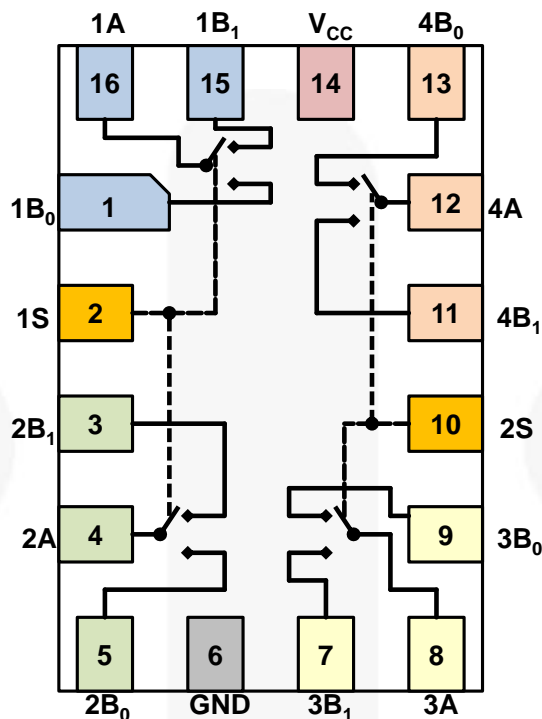 1A 1B₁ V_CC 4B₀
16 15 14 13
1B₀ 1 12 4A
1S 2 11 4B₁
2B₁ 3 10 2S
2A 4 9 3B₀
5 6 7 8
2B₀ GND 3B₁ 3A